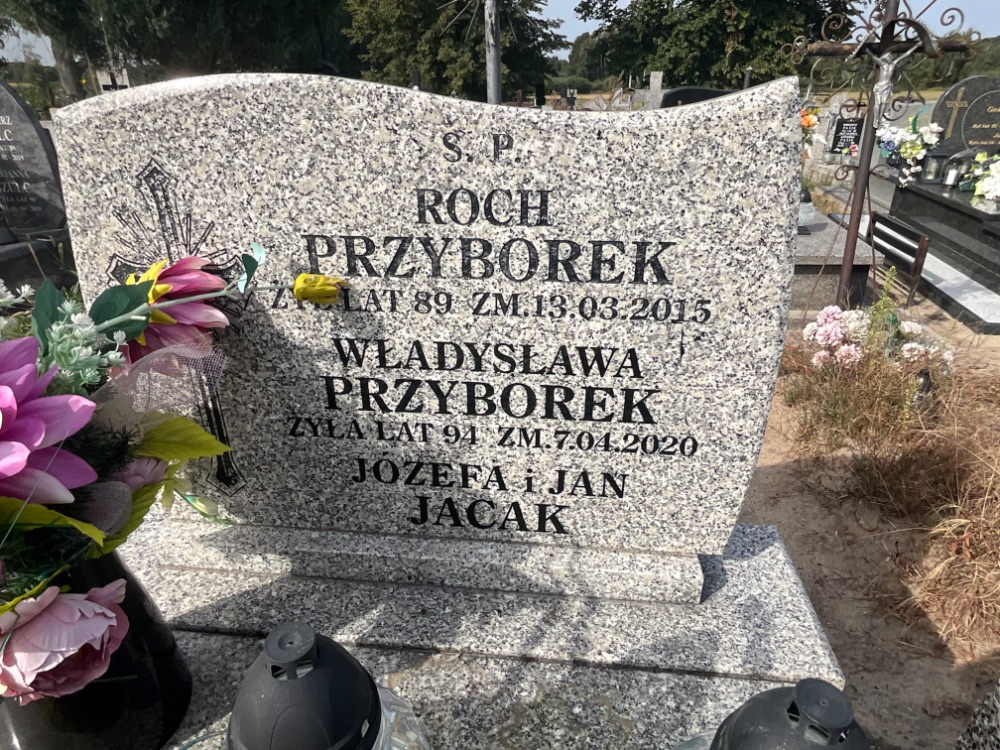 Ś. P.
ROCH
PRZYBOREK
ŻYŁ LAT 89 ZM. 13.03.2015
WŁADYSŁAWA
PRZYBOREK
ŻYŁA LAT 94 ZM. 7.04.2020
JÓZEFA i JAN
JACAK